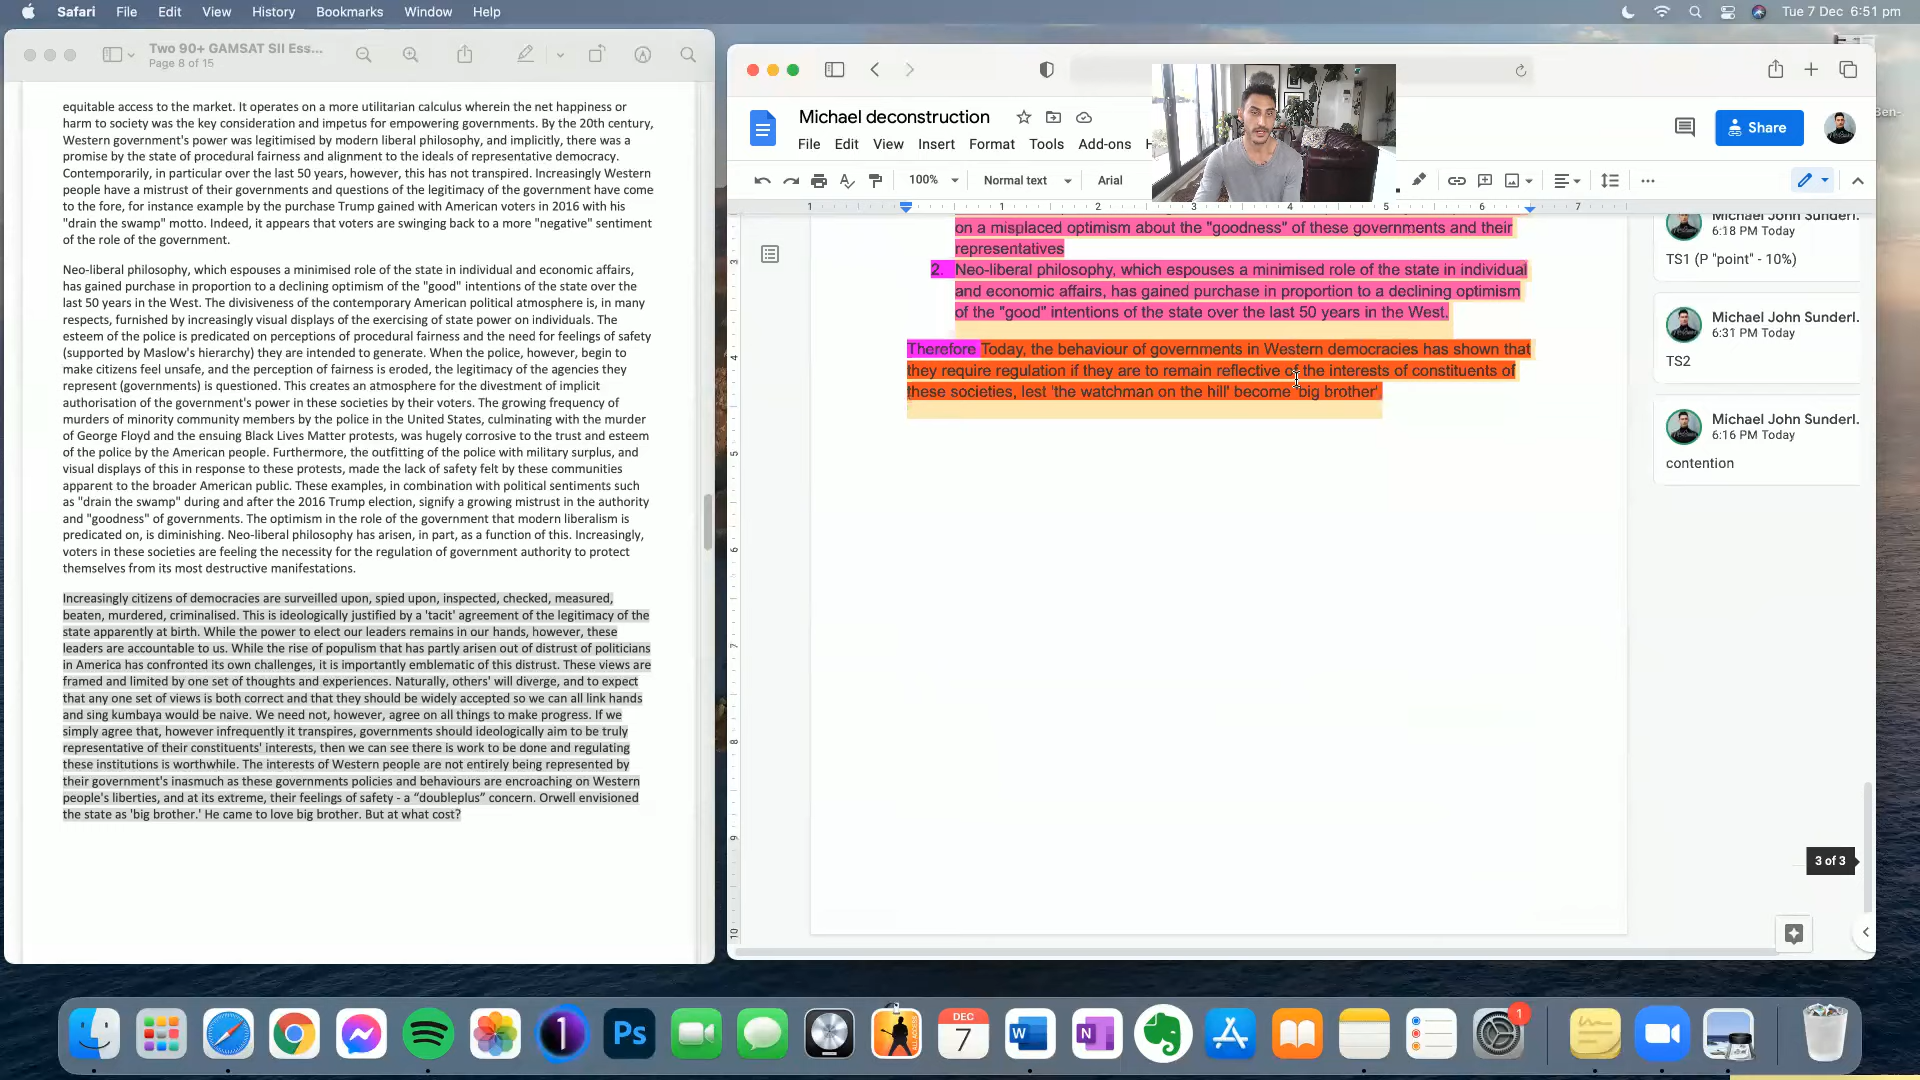 Safari File Edit View History Bookmarks Window Help
Tue 7 Dec 6:51 pm
Two 90+ GAMSAT SII Ess...
Page 8 of 15
equitable access to the market. It operates on a more utilitarian calculus wherein the net happiness or
harm to society was the key consideration and impetus for empowering governments. By the 20th century,
Western government's power was legitimised by modern liberal philosophy, and implicitly, there was a
promise by the state of procedural fairness and alignment to the ideals of representative democracy.
Contemporarily, in particular over the last 50 years, however, this has not transpired. Increasingly Western
people have a mistrust of their governments and questions of the legitimacy of the government have come
to the fore, for instance example by the purchase Trump gained with American voters in 2016 with his
"drain the swamp" motto. Indeed, it appears that voters are swinging back to a more "negative" sentiment
of the role of the government.
Neo-liberal philosophy, which espouses a minimised role of the state in individual and economic affairs,
has gained purchase in proportion to a declining optimism of the "good" intentions of the state over the
last 50 years in the West. The divisiveness of the contemporary American political atmosphere is, in many
respects, furnished by increasingly visual displays of the exercising of state power on individuals. The
esteem of the police is predicated on perceptions of procedural fairness and the need for feelings of safety
(supported by Maslow's hierarchy) they are intended to generate. When the police, however, begin to
make citizens feel unsafe, and the perception of fairness is eroded, the legitimacy of the agencies they
represent (governments) is questioned. This creates an atmosphere for the divestment of implicit
authorisation of the government's power in these societies by their voters. The growing frequency of
murders of minority community members by the police in the United States, culminating with the murder
of George Floyd and the ensuing Black Lives Matter protests, was hugely corrosive to the trust and esteem
of the police by the American people. Furthermore, the outfitting of the police with military surplus, and
visual displays of this in response to these protests, made the lack of safety felt by these communities
apparent to the broader American public. These examples, in combination with political sentiments such
as "drain the swamp" during and after the 2016 Trump election, signify a growing mistrust in the authority
and "goodness" of governments. The optimism in the role of the government that modern liberalism is
predicated on, is diminishing. Neo-liberal philosophy has arisen, in part, as a function of this. Increasingly,
voters in these societies are feeling the necessity for the regulation of government authority to protect
themselves from its most destructive manifestations.
Increasingly citizens of democracies are surveilled upon, spied upon, inspected, checked, measured,
beaten, murdered, criminalised. This is ideologically justified by a 'tacit' agreement of the legitimacy of the
state apparently at birth. While the power to elect our leaders remains in our hands, however, these
leaders are accountable to us. While the rise of populism that has partly arisen out of distrust of politicians
in America has confronted its own challenges, it is importantly emblematic of this distrust. These views are
framed and limited by one set of thoughts and experiences. Naturally, others' will diverge, and to expect
that any one set of views is both correct and that they should be widely accepted so we can all link hands
and sing kumbaya would be naive. We need not, however, agree on all things to make progress. If we
simply agree that, however infrequently it transpires, governments should ideologically aim to be truly
representative of their constituents' interests, then we can see there is work to be done and regulating
these institutions is worthwhile. The interests of Western people are not entirely being represented by
their government's inasmuch as these governments policies and behaviours are encroaching on Western
people's liberties, and at its extreme, their feelings of safety - a “doubleplus” concern. Orwell envisioned
the state as 'big brother.' He came to love big brother. But at what cost?
Michael deconstruction
File Edit View Insert Format Tools Add-ons H
Share
100% Normal text Arial
1 1 2 3 4 5 6 7
on a misplaced optimism about the "goodness" of these governments and their
representatives
2. Neo-liberal philosophy, which espouses a minimised role of the state in individual
and economic affairs, has gained purchase in proportion to a declining optimism
of the "good" intentions of the state over the last 50 years in the West.
Therefore Today, the behaviour of governments in Western democracies has shown that
they require regulation if they are to remain reflective of the interests of constituents of
these societies, lest 'the watchman on the hill' become 'big brother'.
3
4
5
6
7
8
9
10
Michael John Sunderl.
6:18 PM Today
TS1 (P "point" - 10%)
Michael John Sunderl.
6:31 PM Today
TS2
Michael John Sunderl.
6:16 PM Today
contention
3 of 3
Ben-
1
Ps
DEC
7
W
N
1